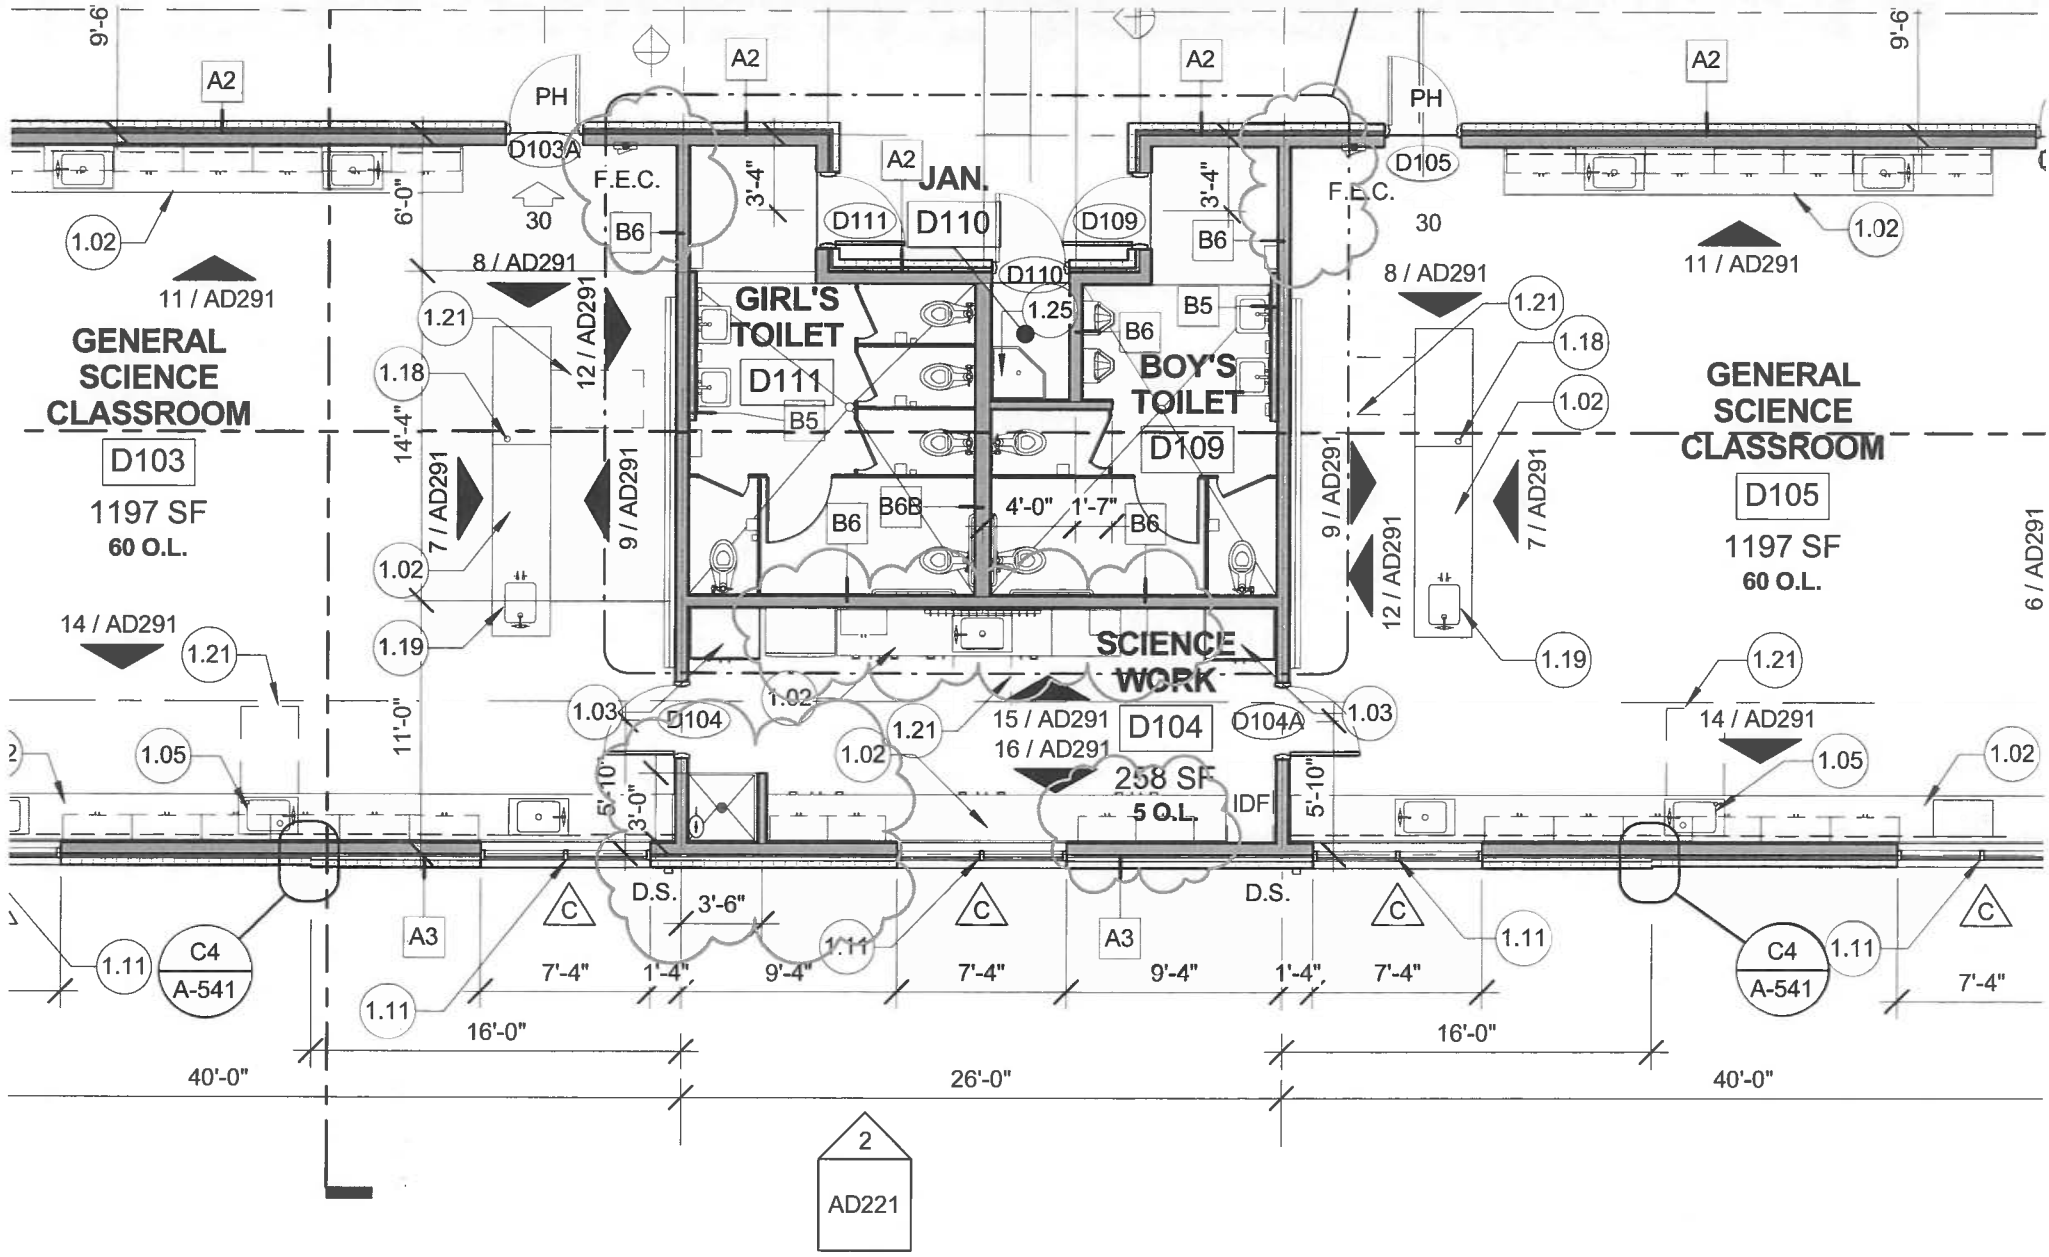 9'-6
9'-6
A2
A2
A2
A2
PH
PH
D103A
D105
F.E.C.
F.E.C.
A2
JAN.
D110
D111
D109
3'-4"
3'-4"
6'-0"
30
30
B6
B6
1.02
1.02
8 / AD291
8 / AD291
11 / AD291
11 / AD291
D110
1.25
12 / AD291
1.21
1.21
GIRL'S
TOILET
D111
B5
B5
B6
BOY'S
TOILET
D109
1.18
1.18
1.02
GENERAL
SCIENCE
CLASSROOM
D103
1197 SF
60 O.L.
GENERAL
SCIENCE
CLASSROOM
D105
1197 SF
60 O.L.
14'-4"
7 / AD291
9 / AD291
9 / AD291
12 / AD291
7 / AD291
6 / AD291
B6
B6B
4'-0"
1'-7"
B6
1.02
1.19
1.19
14 / AD291
1.21
1.21
SCIENCE
WORK
D104
258 SF
5 O.L.
1.03
D104
1.02
1.21
15 / AD291
16 / AD291
D104A
1.03
14 / AD291
11'-0"
1.05
1.02
1.05
1.02
2
5'-10"
3'-0"
IDF
5'-10"
D.S.
D.S.
3'-6"
C
C
C
C
A3
A3
1.11
1.11
1.11
1.11
1.11
C4
A-541
C4
A-541
7'-4"
1'-4"
9'-4"
7'-4"
9'-4"
1'-4"
7'-4"
7'-4"
16'-0"
16'-0"
40'-0"
26'-0"
40'-0"
2
AD221